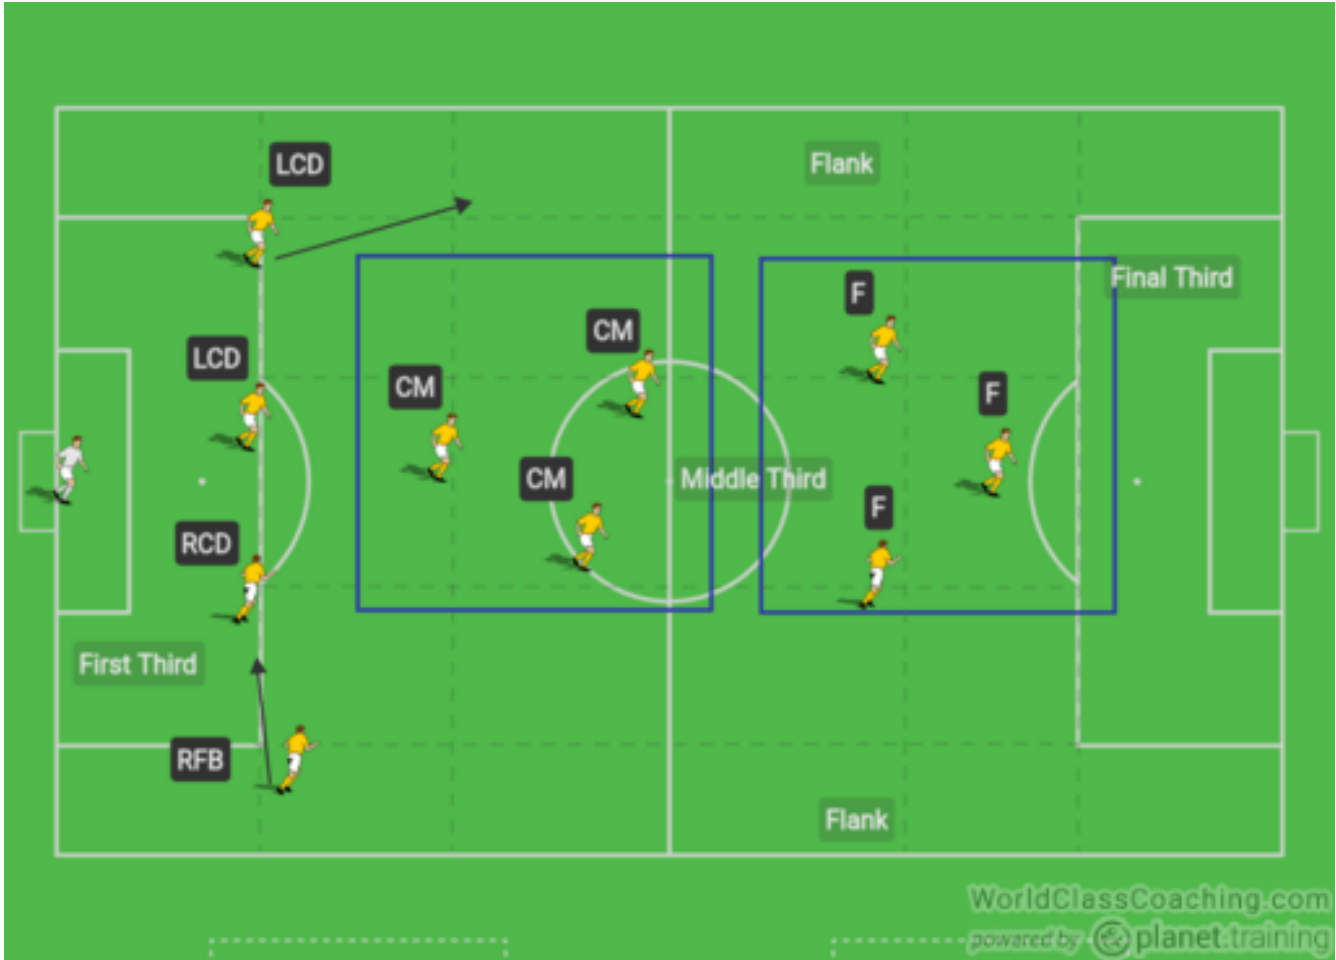 LCD
Flank
Final Third
F
CM
LCD
CM
F
CM
Middle Third
F
RCD
First Third
RFB
Flank
WorldClassCoaching.com
powered by planet.training